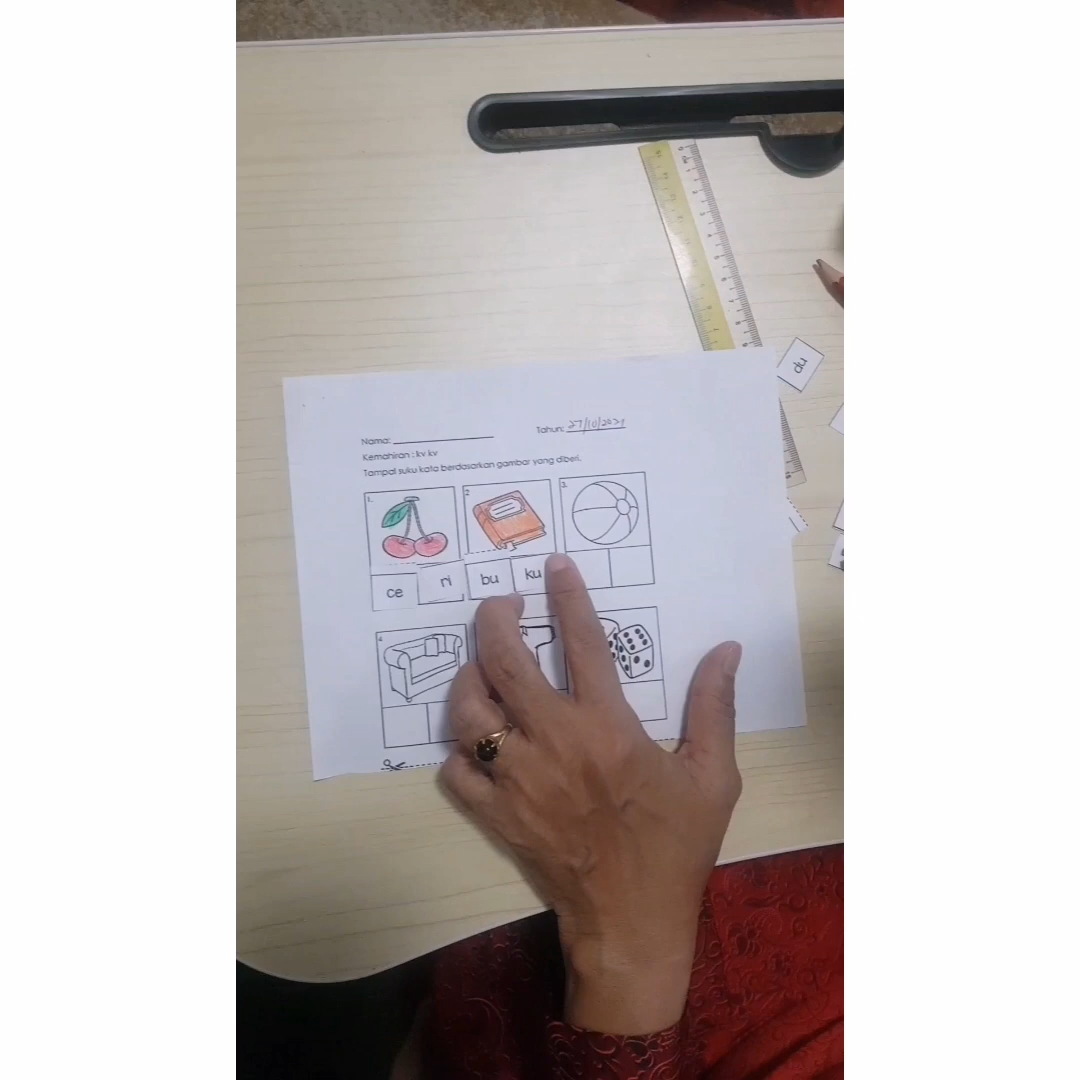 Nama:
Tahun: 27/10/2021
Kemahiran : kv kv
Tampal suku kata berdasarkan gambar yang diberi.
1. 2 3.
ce ri bu ku
4
du